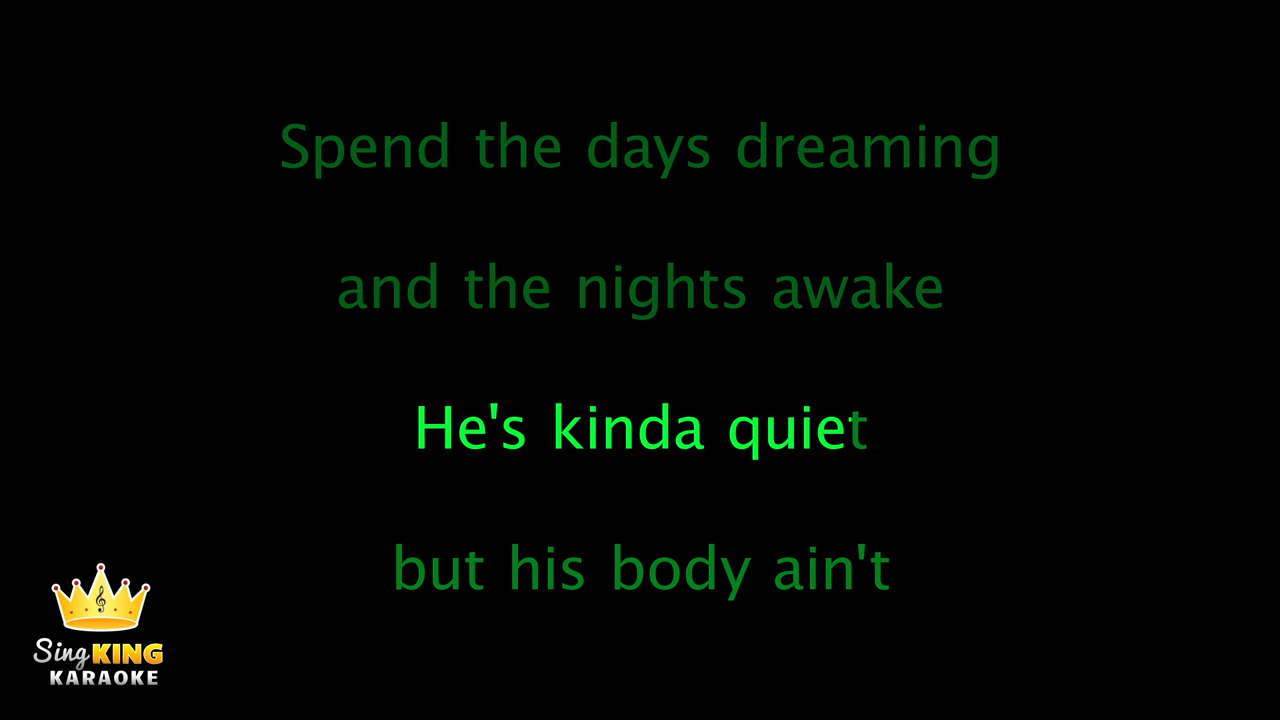 Spend the days dreaming
and the nights awake
He's kinda quiet
but his body ain't
Sing KING
KARAOKE